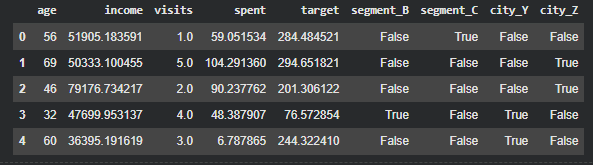 age income visits spent target segment_B segment_C city_Y city_Z
0 56 51905.183591 1.0 59.051534 284.484521 False True False False
1 69 50333.100455 5.0 104.291360 294.651821 False False False True
2 46 79176.734217 2.0 90.237762 201.306122 False False False True
3 32 47699.953137 4.0 48.387907 76.572854 True False True False
4 60 36395.191619 3.0 6.787865 244.322410 False False True False